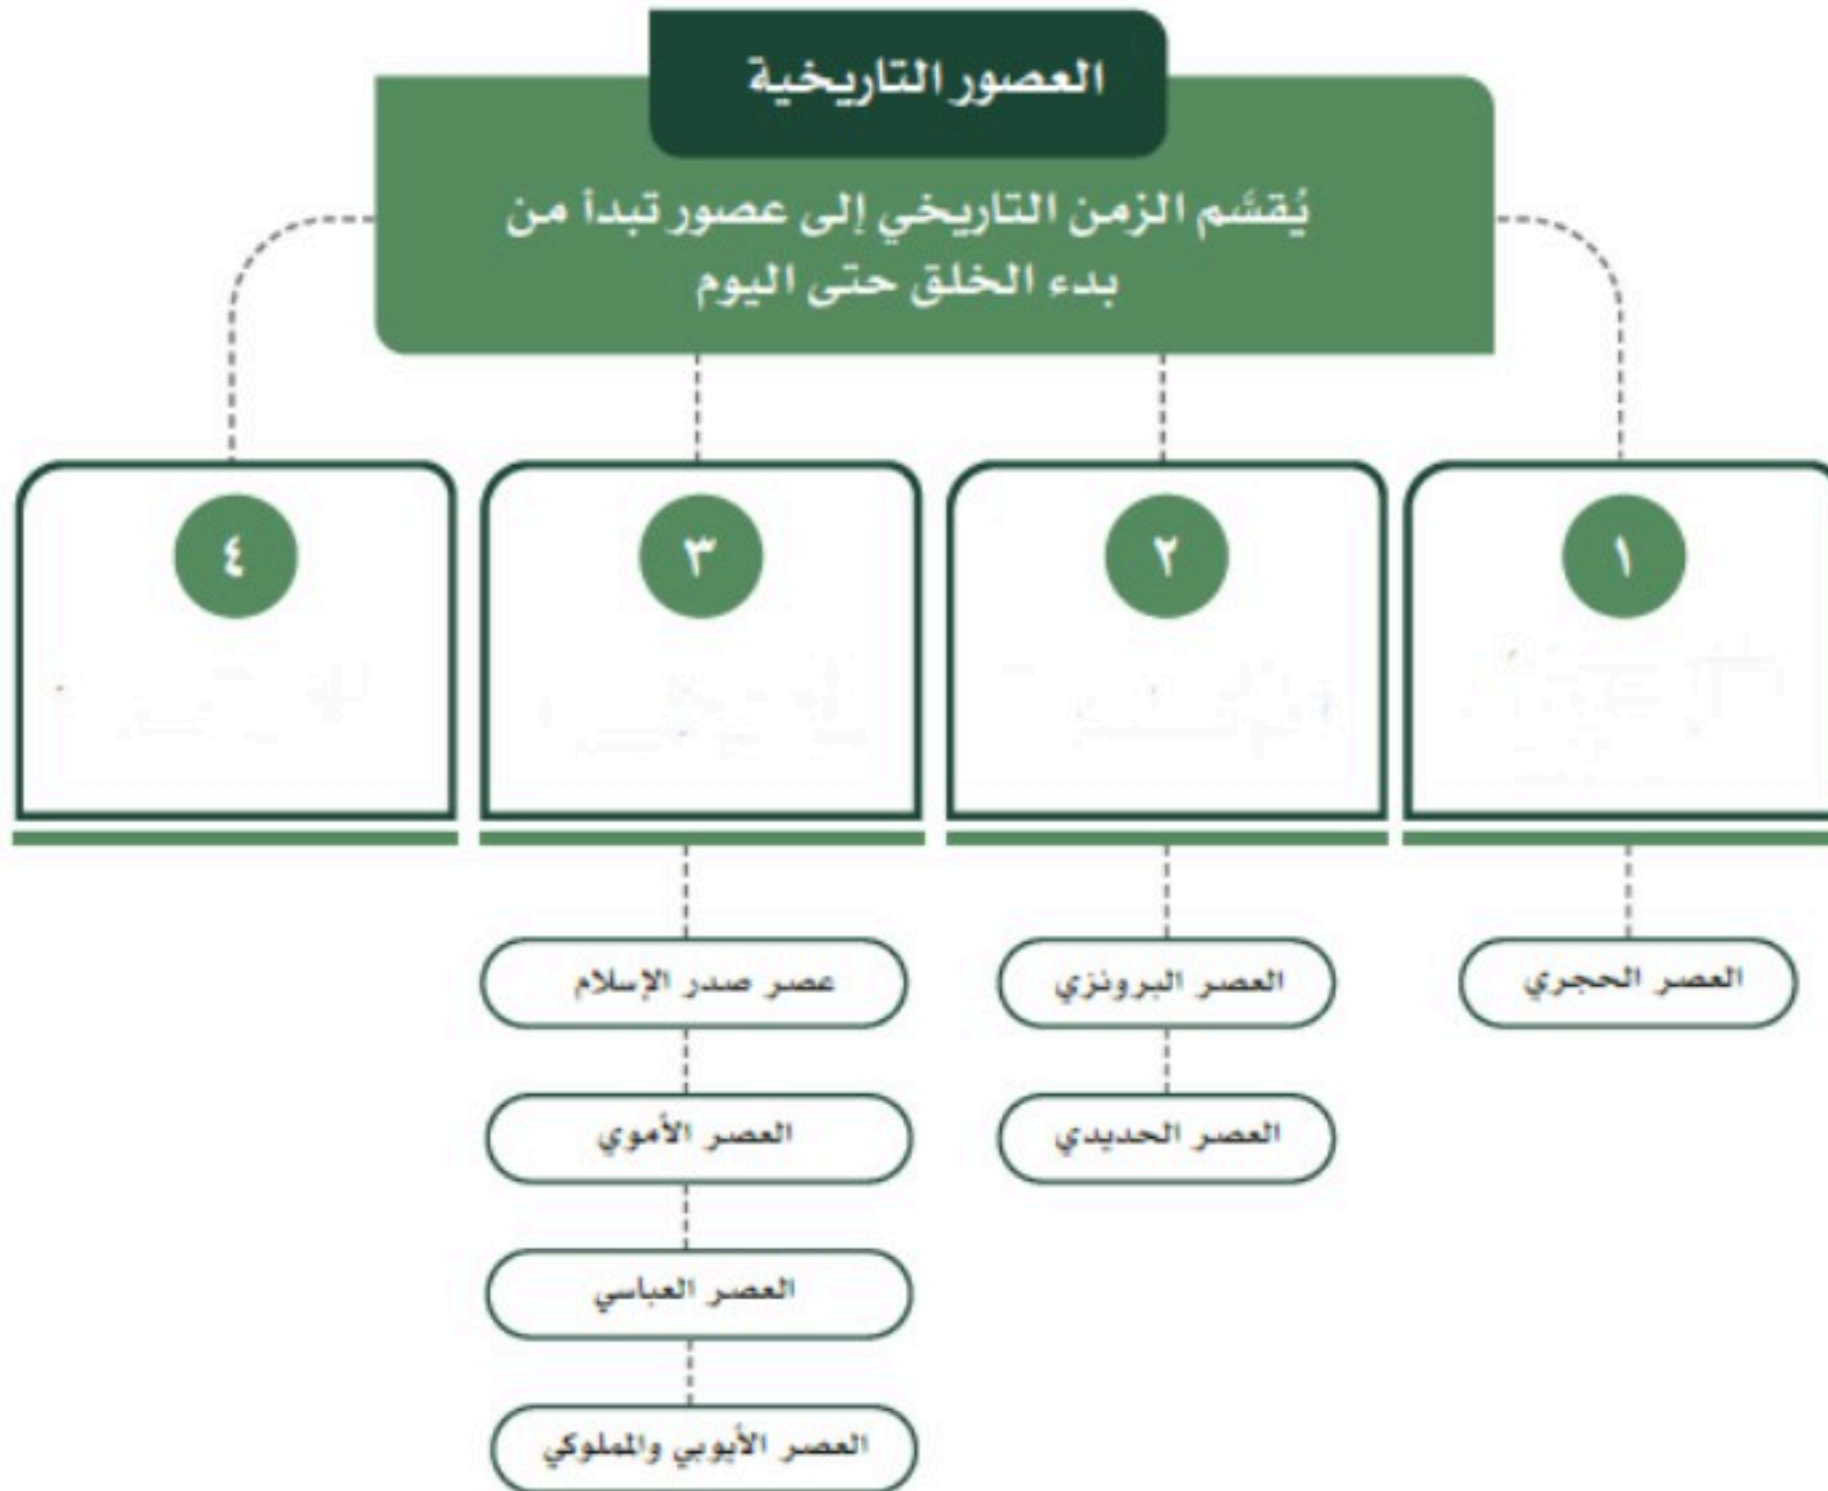 العصور التاريخية
يُقسَّم الزمن التاريخي إلى عصور تبدأ من
بدء الخلق حتى اليوم
١
٢
٣
٤
العصر الحجري
العصر البرونزي
العصر الحديدي
عصر صدر الإسلام
العصر الأموي
العصر العباسي
العصر الأيوبي والمملوكي